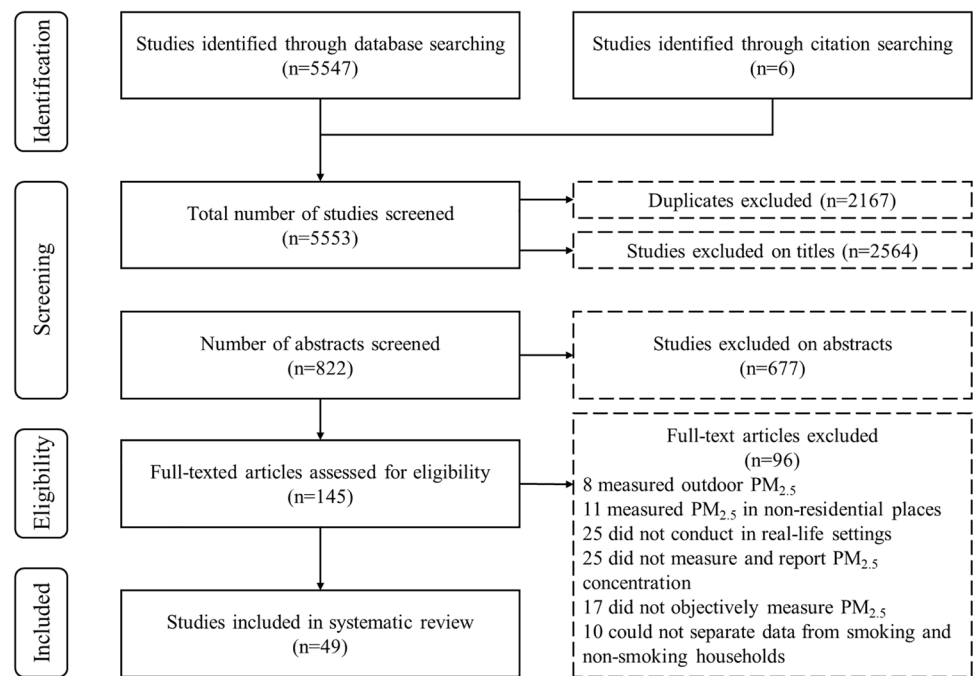 Identification
Studies identified through database searching
(n=5547)
Studies identified through citation searching
(n=6)
Screening
Total number of studies screened
(n=5553)
Duplicates excluded (n=2167)
Studies excluded on titles (n=2564)
Number of abstracts screened
(n=822)
Studies excluded on abstracts
(n=677)
Eligibility
Full-texted articles assessed for eligibility
(n=145)
Full-text articles excluded
(n=96)
8 measured outdoor PM2.5
11 measured PM2.5 in non-residential places
25 did not conduct in real-life settings
25 did not measure and report PM2.5
concentration
17 did not objectively measure PM2.5
10 could not separate data from smoking and
non-smoking households
Included
Studies included in systematic review
(n=49)